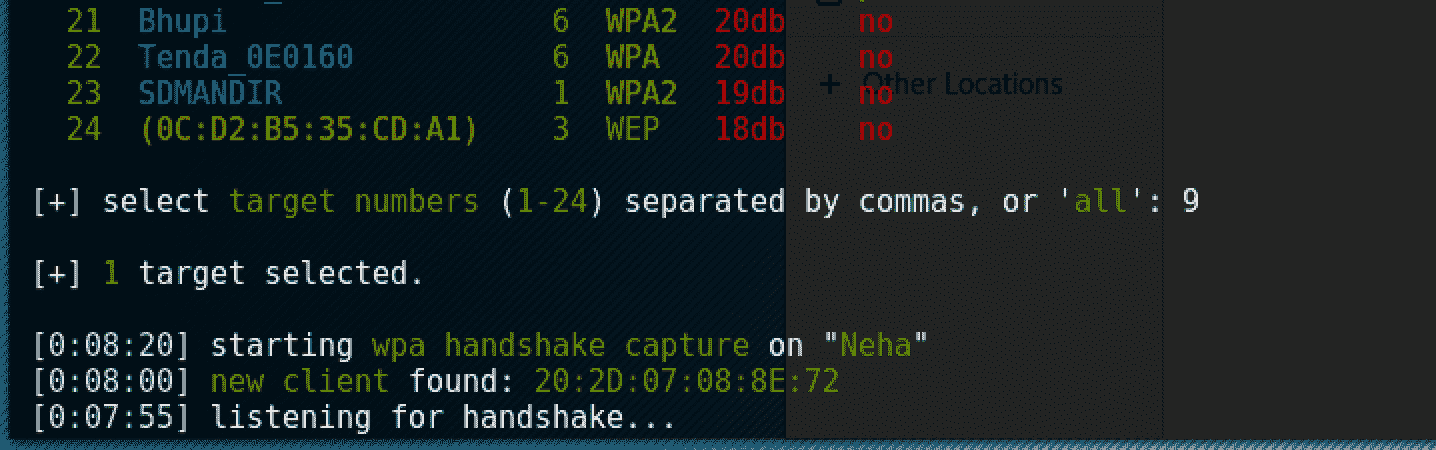 21 Bhupi 6 WPA2 20db no
22 Tenda_0E0160 6 WPA 20db no
23 SDMANDIR 1 WPA2 19db no
+ Other Locations
24 (0C:D2:B5:35:CD:A1) 3 WEP 18db no
[+] select target numbers (1-24) separated by commas, or 'all': 9
[+] 1 target selected.
[0:08:20] starting wpa handshake capture on "Neha"
[0:08:00] new client found: 20:2D:07:08:8E:72
[0:07:55] listening for handshake...